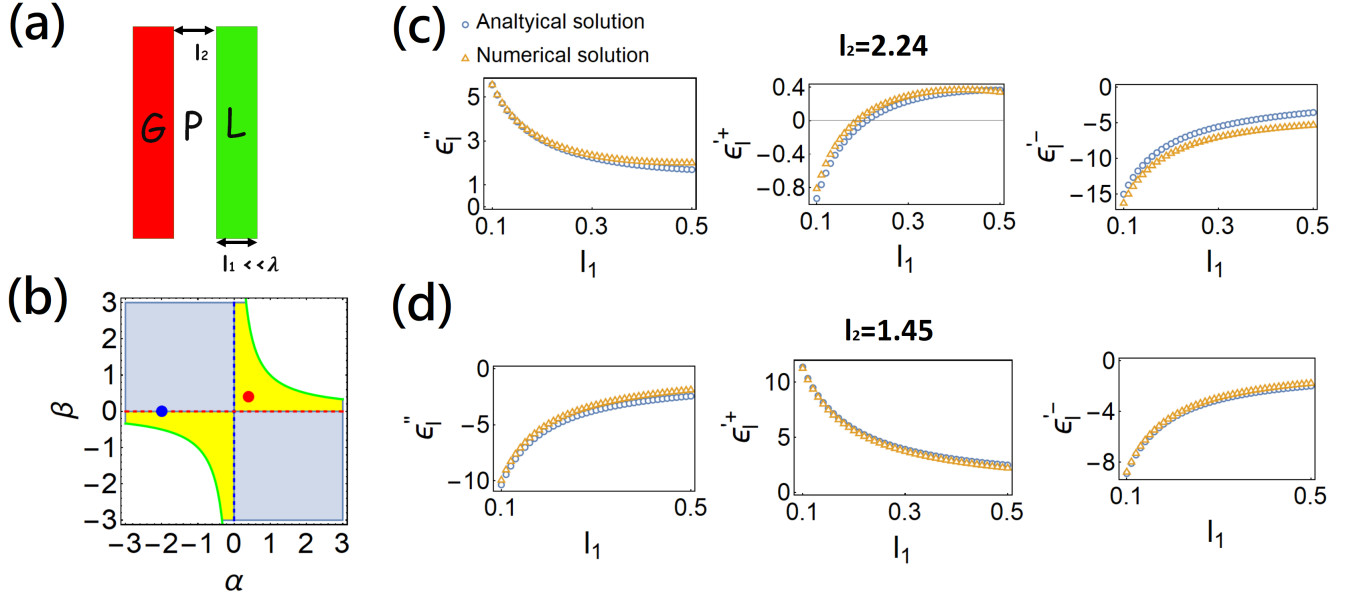 (a)
l₂
G P L
l₁ <<λ
(b)
3
2
1
0
−1
−2
−3
β
−3 −2 −1 0 1 2 3
α
(c)
Analtyical solution
Numerical solution
l₂=2.24
5
3
1
0
ϵ''l
0.1 0.3 0.5
l₁
0.4
0
−0.4
−0.8
ϵ'+l
0.1 0.3 0.5
l₁
0
−5
−10
−15
ϵ'−l
0.1 0.3 0.5
l₁
(d)
l₂=1.45
0
−5
−10
ϵ''l
0.1 0.5
l₁
10
5
0
ϵ'+l
0.1 0.3 0.5
l₁
0
−4
−8
ϵ'−l
0.1 0.5
l₁